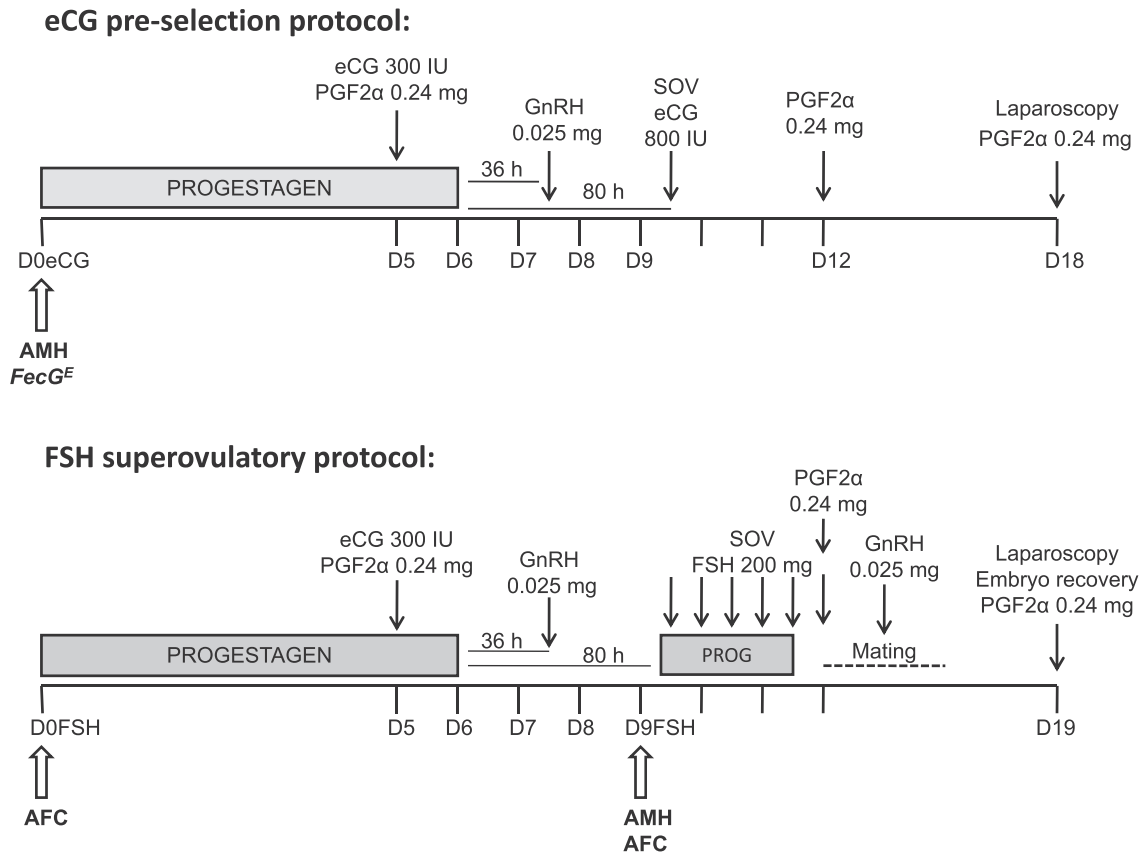 eCG pre-selection protocol:
eCG 300 IU
PGF2α 0.24 mg
GnRH
0.025 mg
SOV
eCG
800 IU
PGF2α
0.24 mg
Laparoscopy
PGF2α 0.24 mg
PROGESTAGEN
36 h
80 h
D0eCG
D5
D6
D7
D8
D9
D12
D18
AMH
FecGᴱ
FSH superovulatory protocol:
eCG 300 IU
PGF2α 0.24 mg
GnRH
0.025 mg
SOV
FSH 200 mg
PGF2α
0.24 mg
GnRH
0.025 mg
Laparoscopy
Embryo recovery
PGF2α 0.24 mg
PROGESTAGEN
36 h
80 h
PROG
Mating
D0FSH
D5
D6
D7
D8
D9FSH
D19
AFC
AMH
AFC